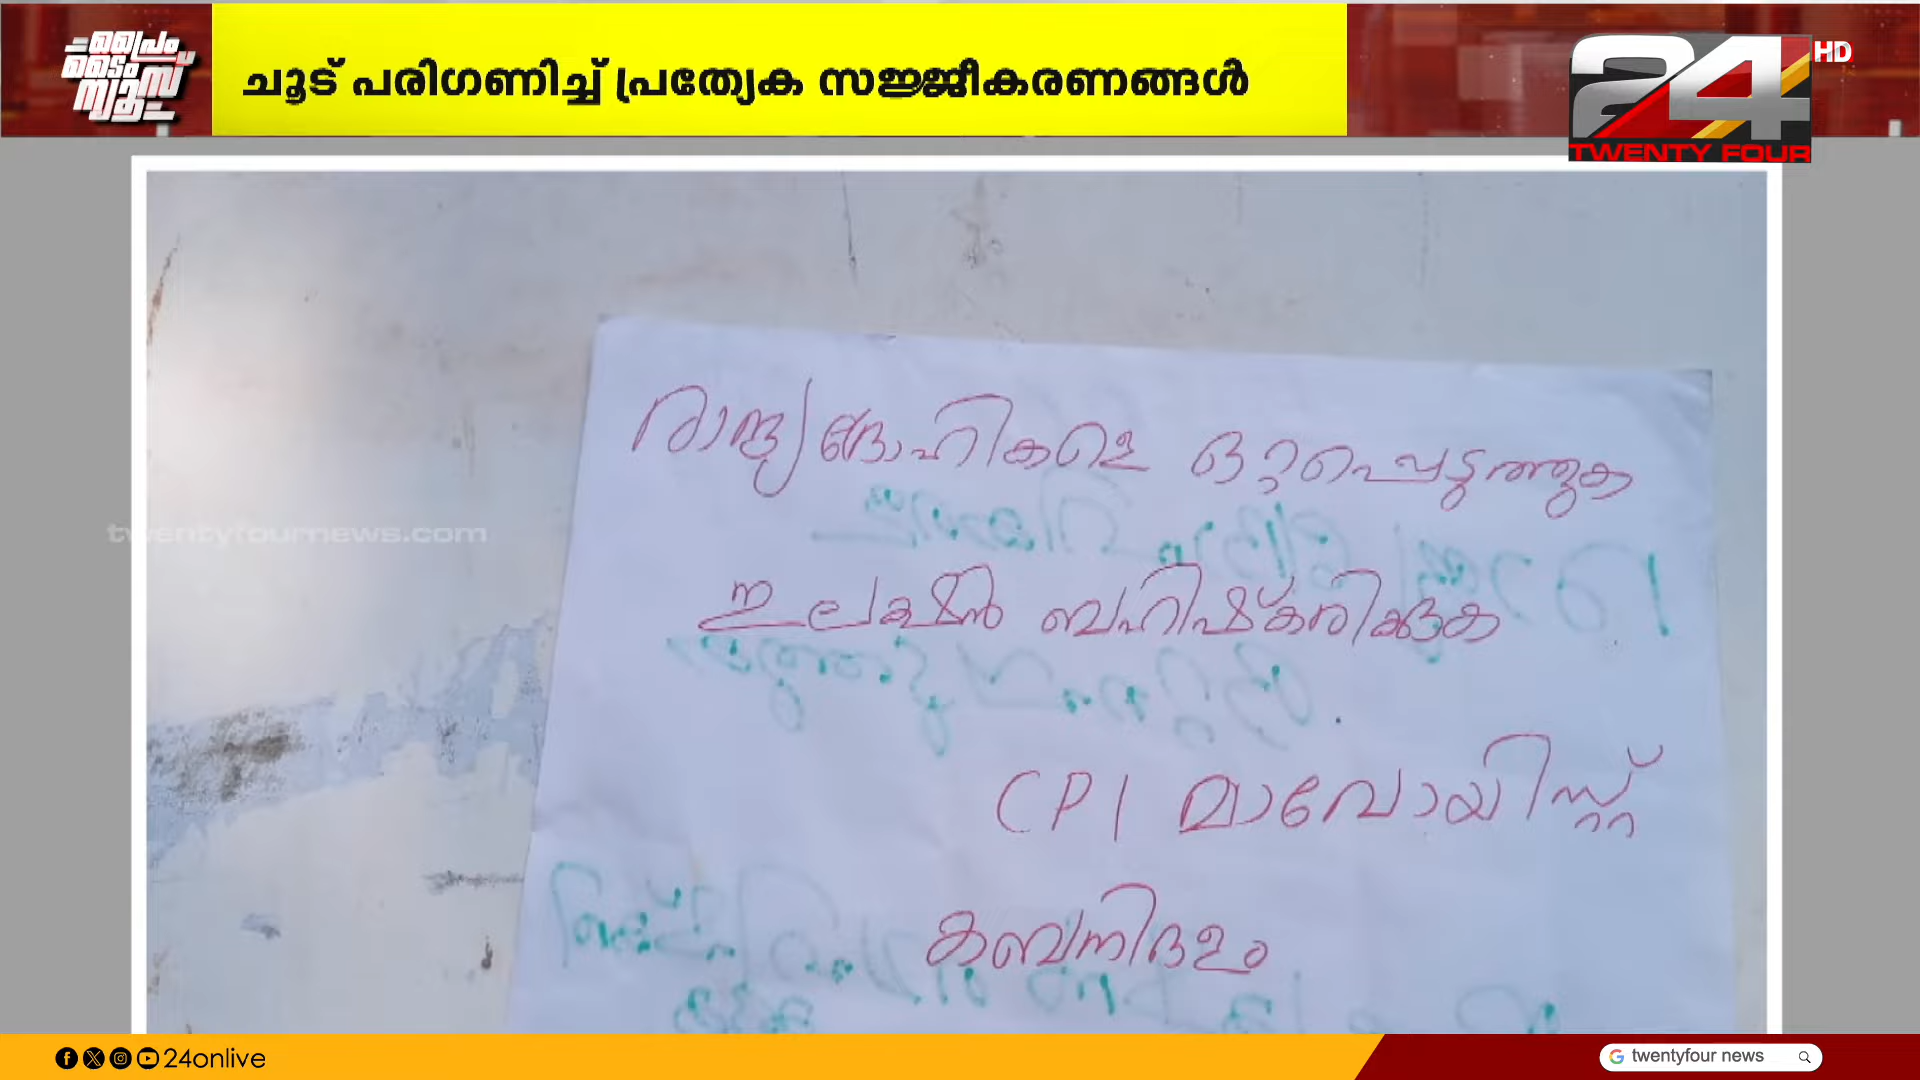 പ്രൈം ടൈം ന്യൂസ്
ചൂട് പരിഗണിച്ച് പ്രത്യേക സജ്ജീകരണങ്ങൾ
24 HD
TWENTY FOUR
രാജ്യദ്രോഹികളെ ഒറ്റപ്പെടുത്തുക
twentyfournews.com
ഇലക്ഷൻ ബഹിഷ്കരിക്കുക
CPI മാവോയിസ്റ്റ്
കബനിദളം
24onlive
twentyfour news